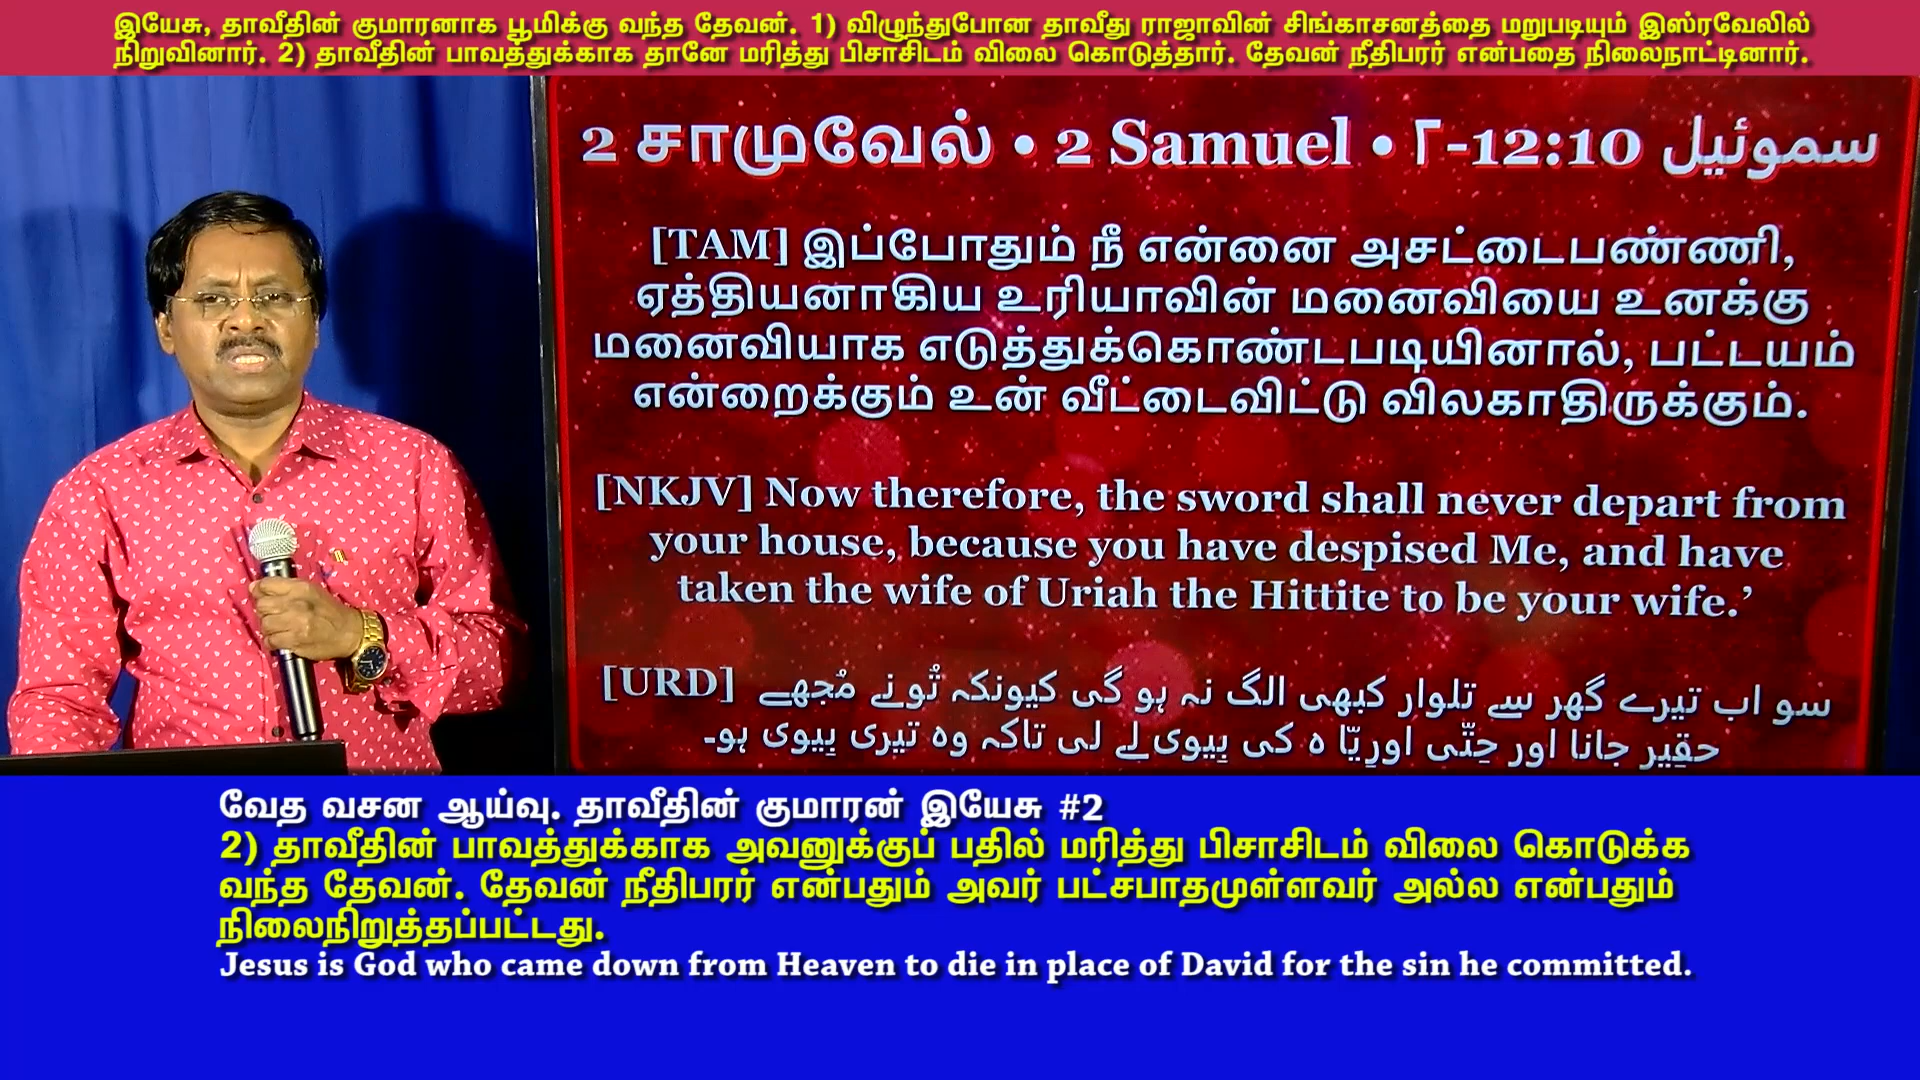 இயேசு, தாவீதின் குமாரனாக பூமிக்கு வந்த தேவன். 1) விழுந்துபோன தாவீது ராஜாவின் சிங்காசனத்தை மறுபடியும் இஸ்ரவேலில்
நிறுவினார். 2) தாவீதின் பாவத்துக்காக தானே மரித்து பிசாசிடம் விலை கொடுத்தார். தேவன் நீதிபரர் என்பதை நிலைநாட்டினார்.
2 சாமுவேல் • 2 Samuel • ۲-12:10 سموئیل
[TAM] இப்போதும் நீ என்னை அசட்டைபண்ணி,
ஏத்தியனாகிய உரியாவின் மனைவியை உனக்கு
மனைவியாக எடுத்துக்கொண்டபடியினால், பட்டயம்
என்றைக்கும் உன் வீட்டைவிட்டு விலகாதிருக்கும்.
[NKJV] Now therefore, the sword shall never depart from
your house, because you have despised Me, and have
taken the wife of Uriah the Hittite to be your wife.’
[URD] سو اب تیرے گھر سے تلوار کبھی الگ نہ ہو گی کیونکہ تُو نے مُجھے
حقِیر جانا اور حِتّی اورِیّا ہ کی بِیوی لے لی تاکہ وہ تیری بِیوی ہو۔
வேத வசன ஆய்வு. தாவீதின் குமாரன் இயேசு #2
2) தாவீதின் பாவத்துக்காக அவனுக்குப் பதில் மரித்து பிசாசிடம் விலை கொடுக்க
வந்த தேவன். தேவன் நீதிபரர் என்பதும் அவர் பட்சபாதமுள்ளவர் அல்ல என்பதும்
நிலைநிறுத்தப்பட்டது.
Jesus is God who came down from Heaven to die in place of David for the sin he committed.